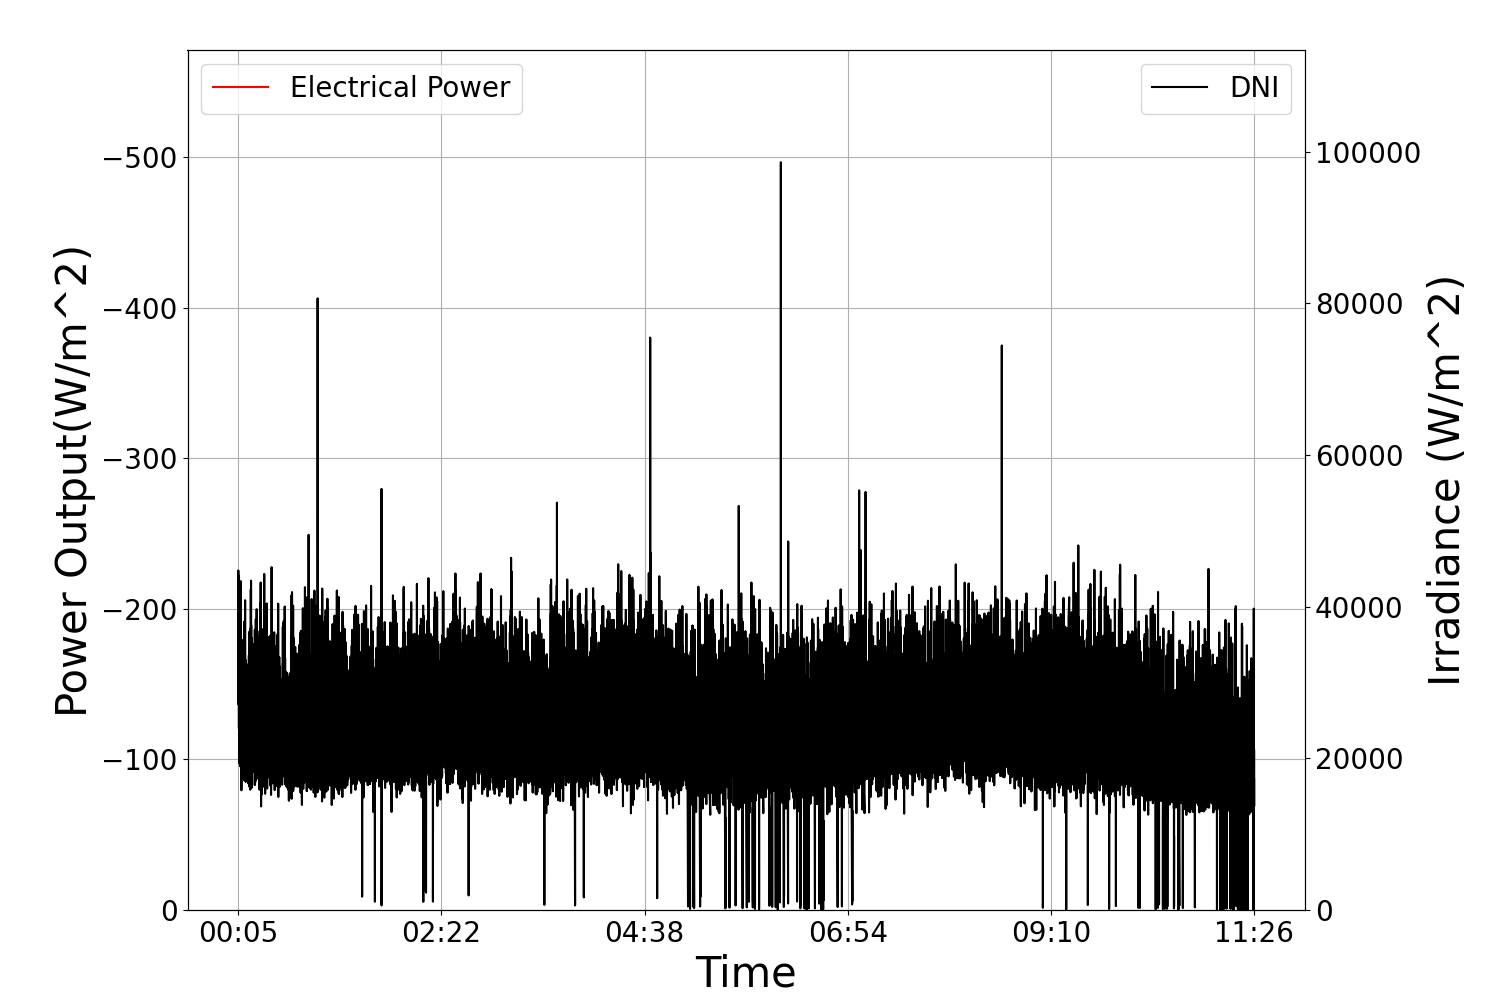 Electrical Power
DNI
Power Output(W/m^2)
−500
−400
−300
−200
−100
0
100000
80000
60000
40000
20000
0
Irradiance (W/m^2)
00:05 02:22 04:38 06:54 09:10 11:26
Time